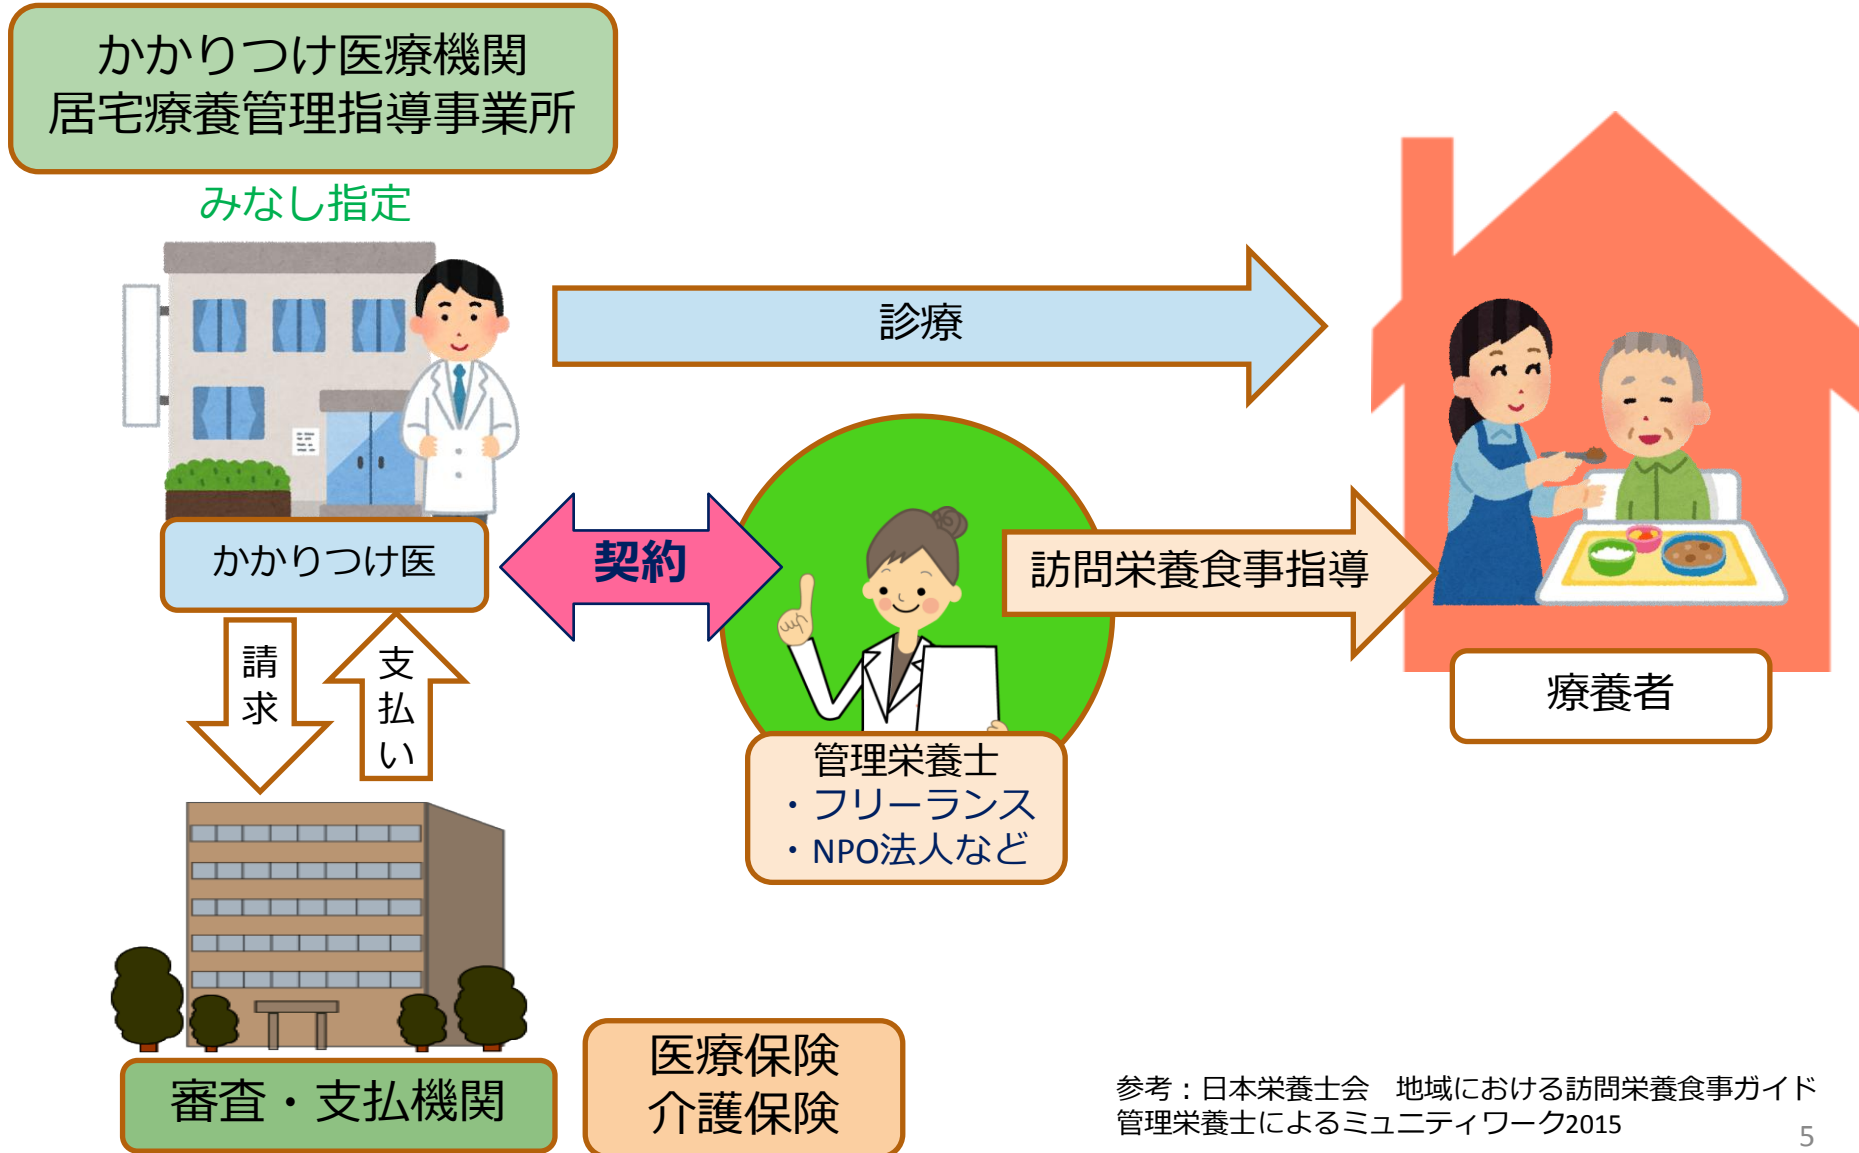 かかりつけ医療機関
居宅療養管理指導事業所
みなし指定
診療
かかりつけ医
契約
訪問栄養食事指導
請求
支払い
療養者
管理栄養士
・フリーランス
・NPO法人など
審査・支払機関
医療保険
介護保険
参考：日本栄養士会　地域における訪問栄養食事ガイド
管理栄養士によるミュニティワーク2015
5